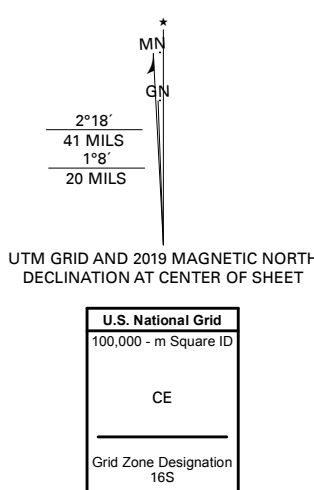 MN
GN
2°18´
41 MILS
1°8´
20 MILS
UTM GRID AND 2019 MAGNETIC NORTH
DECLINATION AT CENTER OF SHEET
U.S. National Grid
100,000 - m Square ID
CE
Grid Zone Designation
16S